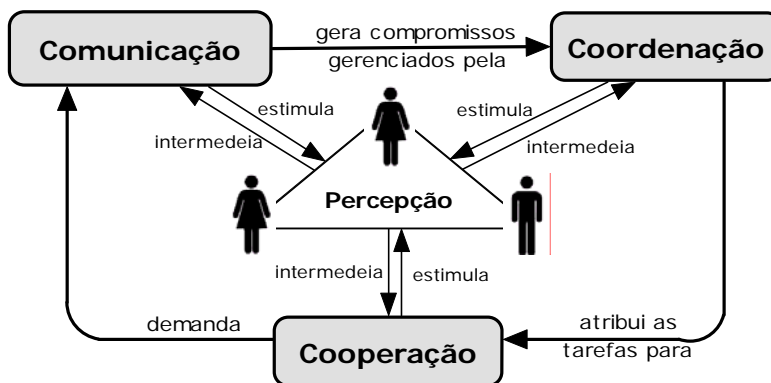 Comunicação
gera compromissos
gerenciados pela
Coordenação
estimula
intermedeia
estimula
intermedeia
Percepção
intermedeia
estimula
demanda
Cooperação
atribui as
tarefas para